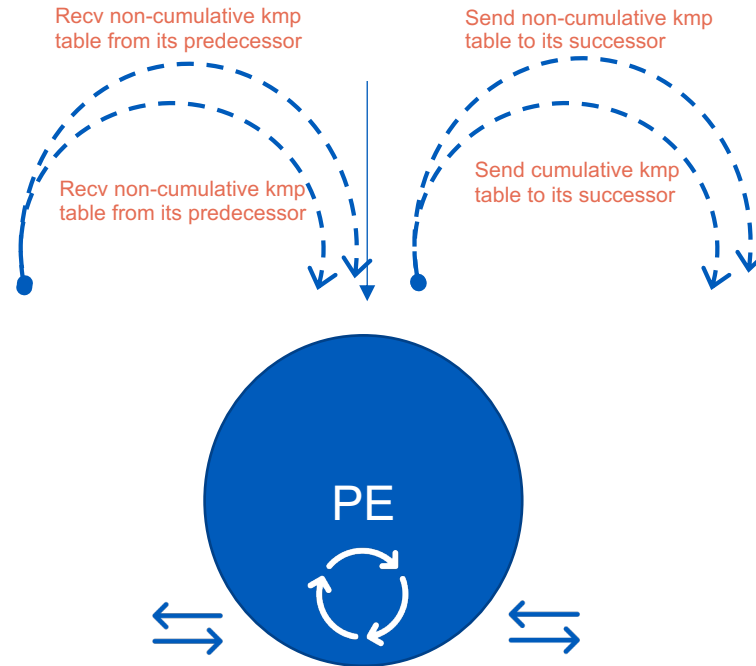 Recv non-cumulative kmp
table from its predecessor
Send non-cumulative kmp
table to its successor
Recv non-cumulative kmp
table from its predecessor
Send cumulative kmp
table to its successor
PE